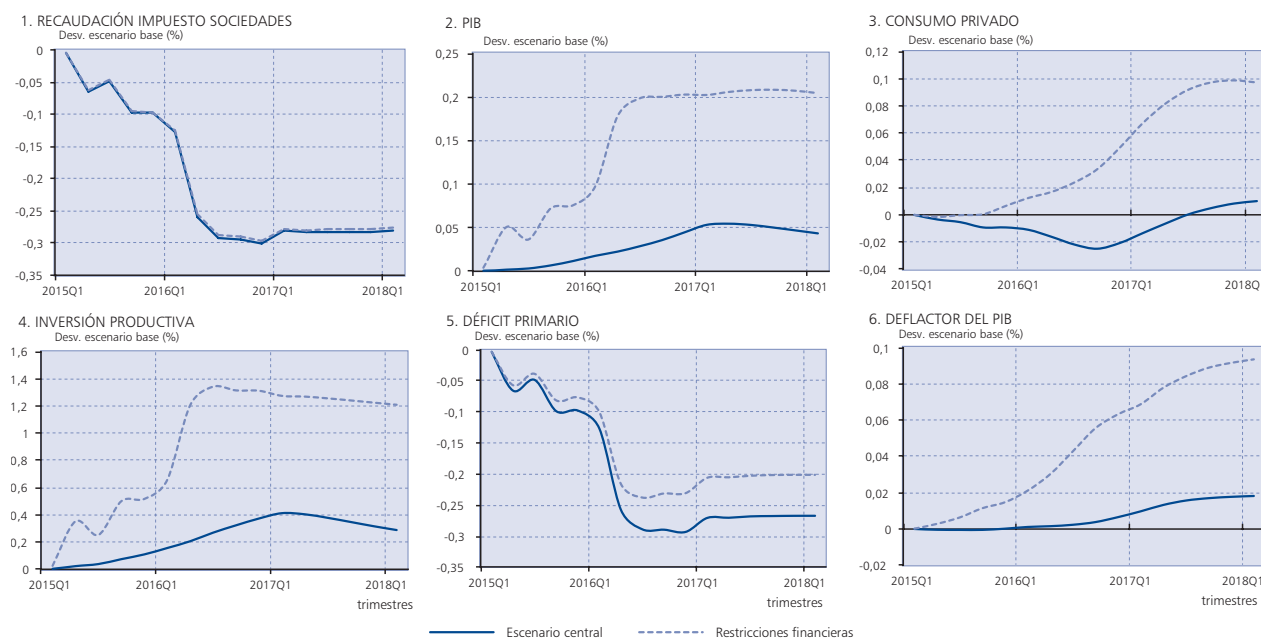 1. RECAUDACIÓN IMPUESTO SOCIEDADES
Desv. escenario base (%)
0
-0,05
-0,1
-0,15
-0,2
-0,25
-0,3
-0,35
2015Q1 2016Q1 2017Q1 2018Q1
2. PIB
Desv. escenario base (%)
0,25
0,2
0,15
0,1
0,05
0
2015Q1 2016Q1 2017Q1 2018Q1
3. CONSUMO PRIVADO
Desv. escenario base (%)
0,12
0,1
0,08
0,06
0,04
0,02
0
-0,02
-0,04
2015Q1 2016Q1 2017Q1 2018Q1
4. INVERSIÓN PRODUCTIVA
Desv. escenario base (%)
1,6
1,4
1,2
1
0,8
0,6
0,4
0,2
0
2015Q1 2016Q1 2017Q1 2018Q1
trimestres
5. DÉFICIT PRIMARIO
Desv. escenario base (%)
0
-0,05
-0,1
-0,15
-0,2
-0,25
-0,3
-0,35
2015Q1 2016Q1 2017Q1 2018Q1
6. DEFLACTOR DEL PIB
Desv. escenario base (%)
0,1
0,08
0,06
0,04
0,02
0
-0,02
2015Q1 2016Q1 2017Q1 2018Q1
trimestres
Escenario central Restricciones financieras